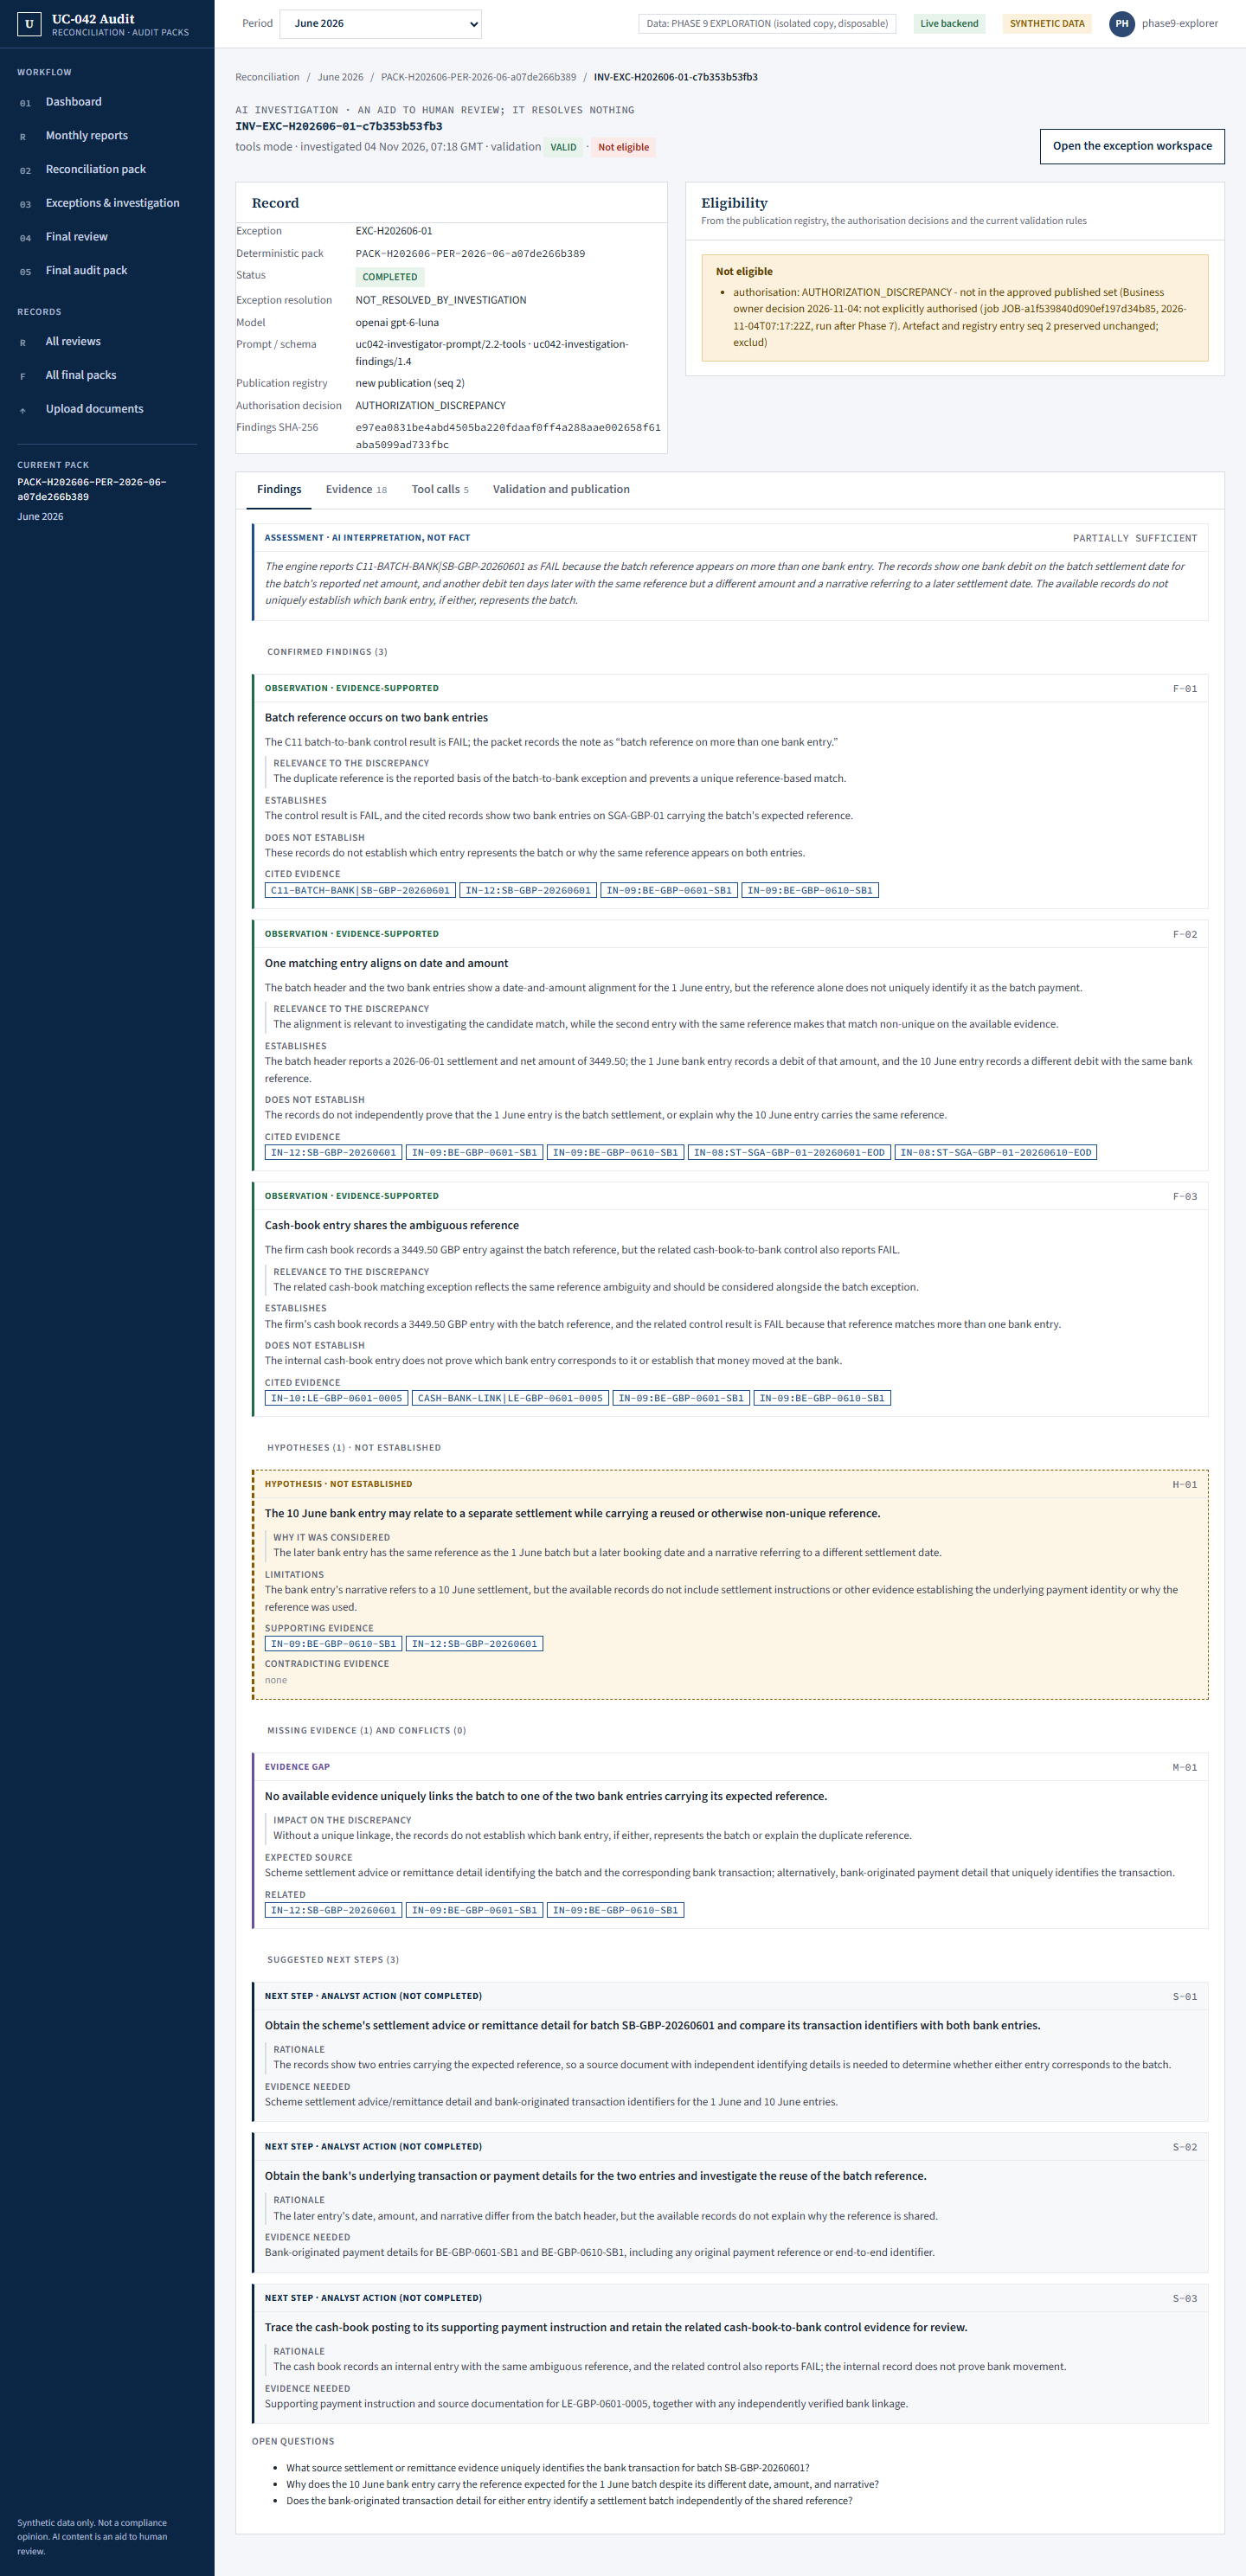 U
UC-042 Audit
RECONCILIATION · AUDIT PACKS
WORKFLOW
01 Dashboard
R Monthly reports
02 Reconciliation pack
03 Exceptions & investigation
04 Final review
05 Final audit pack
RECORDS
R All reviews
F All final packs
↑ Upload documents
CURRENT PACK
PACK-H202606-PER-2026-06-
a07de266b389
June 2026
Synthetic data only. Not a compliance
opinion. AI content is an aid to human
review.
Period June 2026
Data: PHASE 9 EXPLORATION (isolated copy, disposable)
Live backend
SYNTHETIC DATA
PH phase9-explorer
Reconciliation / June 2026 / PACK-H202606-PER-2026-06-a07de266b389 / INV-EXC-H202606-01-c7b353b53fb3
AI INVESTIGATION · AN AID TO HUMAN REVIEW; IT RESOLVES NOTHING
INV-EXC-H202606-01-c7b353b53fb3
tools mode · investigated 04 Nov 2026, 07:18 GMT · validation VALID · Not eligible
Open the exception workspace
Record
Exception EXC-H202606-01
Deterministic pack PACK-H202606-PER-2026-06-a07de266b389
Status COMPLETED
Exception resolution NOT_RESOLVED_BY_INVESTIGATION
Model openai gpt-6-luna
Prompt / schema uc042-investigator-prompt/2.2-tools · uc042-investigation-
findings/1.4
Publication registry new publication (seq 2)
Authorisation decision AUTHORIZATION_DISCREPANCY
Findings SHA-256 e97ea0831be4abd4505ba220fdaaf0ff4a288aae002658f61
aba5099ad733fbc
Eligibility
From the publication registry, the authorisation decisions and the current validation rules
Not eligible
• authorisation: AUTHORIZATION_DISCREPANCY - not in the approved published set (Business
owner decision 2026-11-04: not explicitly authorised (job JOB-a1f539840d090ef197d34b85, 2026-
11-04T07:17:22Z, run after Phase 7). Artefact and registry entry seq 2 preserved unchanged;
exclud)
Findings
Evidence 18
Tool calls 5
Validation and publication
ASSESSMENT · AI INTERPRETATION, NOT FACT
PARTIALLY SUFFICIENT
The engine reports C11-BATCH-BANK|SB-GBP-20260601 as FAIL because the batch reference appears on more than one bank entry. The records show one bank debit on the batch settlement date for
the batch's reported net amount, and another debit ten days later with the same reference but a different amount and a narrative referring to a later settlement date. The available records do not
uniquely establish which bank entry, if either, represents the batch.
CONFIRMED FINDINGS (3)
OBSERVATION · EVIDENCE-SUPPORTED
F-01
Batch reference occurs on two bank entries
The C11 batch-to-bank control result is FAIL; the packet records the note as “batch reference on more than one bank entry.”
RELEVANCE TO THE DISCREPANCY
The duplicate reference is the reported basis of the batch-to-bank exception and prevents a unique reference-based match.
ESTABLISHES
The control result is FAIL, and the cited records show two bank entries on SGA-GBP-01 carrying the batch's expected reference.
DOES NOT ESTABLISH
These records do not establish which entry represents the batch or why the same reference appears on both entries.
CITED EVIDENCE
C11-BATCH-BANK|SB-GBP-20260601 IN-12:SB-GBP-20260601 IN-09:BE-GBP-0601-SB1 IN-09:BE-GBP-0610-SB1
OBSERVATION · EVIDENCE-SUPPORTED
F-02
One matching entry aligns on date and amount
The batch header and the two bank entries show a date-and-amount alignment for the 1 June entry, but the reference alone does not uniquely identify it as the batch payment.
RELEVANCE TO THE DISCREPANCY
The alignment is relevant to investigating the candidate match, while the second entry with the same reference makes that match non-unique on the available evidence.
ESTABLISHES
The batch header reports a 2026-06-01 settlement and net amount of 3449.50; the 1 June bank entry records a debit of that amount, and the 10 June entry records a different debit with the same bank
reference.
DOES NOT ESTABLISH
The records do not independently prove that the 1 June entry is the batch settlement, or explain why the 10 June entry carries the same reference.
CITED EVIDENCE
IN-12:SB-GBP-20260601 IN-09:BE-GBP-0601-SB1 IN-09:BE-GBP-0610-SB1 IN-08:ST-SGA-GBP-01-20260601-EOD IN-08:ST-SGA-GBP-01-20260610-EOD
OBSERVATION · EVIDENCE-SUPPORTED
F-03
Cash-book entry shares the ambiguous reference
The firm cash book records a 3449.50 GBP entry against the batch reference, but the related cash-book-to-bank control also reports FAIL.
RELEVANCE TO THE DISCREPANCY
The related cash-book matching exception reflects the same reference ambiguity and should be considered alongside the batch exception.
ESTABLISHES
The firm's cash book records a 3449.50 GBP entry with the batch reference, and the related control result is FAIL because that reference matches more than one bank entry.
DOES NOT ESTABLISH
The internal cash-book entry does not prove which bank entry corresponds to it or establish that money moved at the bank.
CITED EVIDENCE
IN-10:LE-GBP-0601-0005 CASH-BANK-LINK|LE-GBP-0601-0005 IN-09:BE-GBP-0601-SB1 IN-09:BE-GBP-0610-SB1
HYPOTHESES (1) · NOT ESTABLISHED
HYPOTHESIS · NOT ESTABLISHED
H-01
The 10 June bank entry may relate to a separate settlement while carrying a reused or otherwise non-unique reference.
WHY IT WAS CONSIDERED
The later bank entry has the same reference as the 1 June batch but a later booking date and a narrative referring to a different settlement date.
LIMITATIONS
The bank entry's narrative refers to a 10 June settlement, but the available records do not include settlement instructions or other evidence establishing the underlying payment identity or why the
reference was used.
SUPPORTING EVIDENCE
IN-09:BE-GBP-0610-SB1 IN-12:SB-GBP-20260601
CONTRADICTING EVIDENCE
none
MISSING EVIDENCE (1) AND CONFLICTS (0)
EVIDENCE GAP
M-01
No available evidence uniquely links the batch to one of the two bank entries carrying its expected reference.
IMPACT ON THE DISCREPANCY
Without a unique linkage, the records do not establish which bank entry, if either, represents the batch or explain the duplicate reference.
EXPECTED SOURCE
Scheme settlement advice or remittance detail identifying the batch and the corresponding bank transaction; alternatively, bank-originated payment detail that uniquely identifies the transaction.
RELATED
IN-12:SB-GBP-20260601 IN-09:BE-GBP-0601-SB1 IN-09:BE-GBP-0610-SB1
SUGGESTED NEXT STEPS (3)
NEXT STEP · ANALYST ACTION (NOT COMPLETED)
S-01
Obtain the scheme's settlement advice or remittance detail for batch SB-GBP-20260601 and compare its transaction identifiers with both bank entries.
RATIONALE
The records show two entries carrying the expected reference, so a source document with independent identifying details is needed to determine whether either entry corresponds to the batch.
EVIDENCE NEEDED
Scheme settlement advice/remittance detail and bank-originated transaction identifiers for the 1 June and 10 June entries.
NEXT STEP · ANALYST ACTION (NOT COMPLETED)
S-02
Obtain the bank's underlying transaction or payment details for the two entries and investigate the reuse of the batch reference.
RATIONALE
The later entry's date, amount, and narrative differ from the batch header, but the available records do not explain why the reference is shared.
EVIDENCE NEEDED
Bank-originated payment details for BE-GBP-0601-SB1 and BE-GBP-0610-SB1, including any original payment reference or end-to-end identifier.
NEXT STEP · ANALYST ACTION (NOT COMPLETED)
S-03
Trace the cash-book posting to its supporting payment instruction and retain the related cash-book-to-bank control evidence for review.
RATIONALE
The cash book records an internal entry with the same ambiguous reference, and the related control also reports FAIL; the internal record does not prove bank movement.
EVIDENCE NEEDED
Supporting payment instruction and source documentation for LE-GBP-0601-0005, together with any independently verified bank linkage.
OPEN QUESTIONS
• What source settlement or remittance evidence uniquely identifies the bank transaction for batch SB-GBP-20260601?
• Why does the 10 June bank entry carry the reference expected for the 1 June batch despite its different date, amount, and narrative?
• Does the bank-originated transaction detail for either entry identify a settlement batch independently of the shared reference?